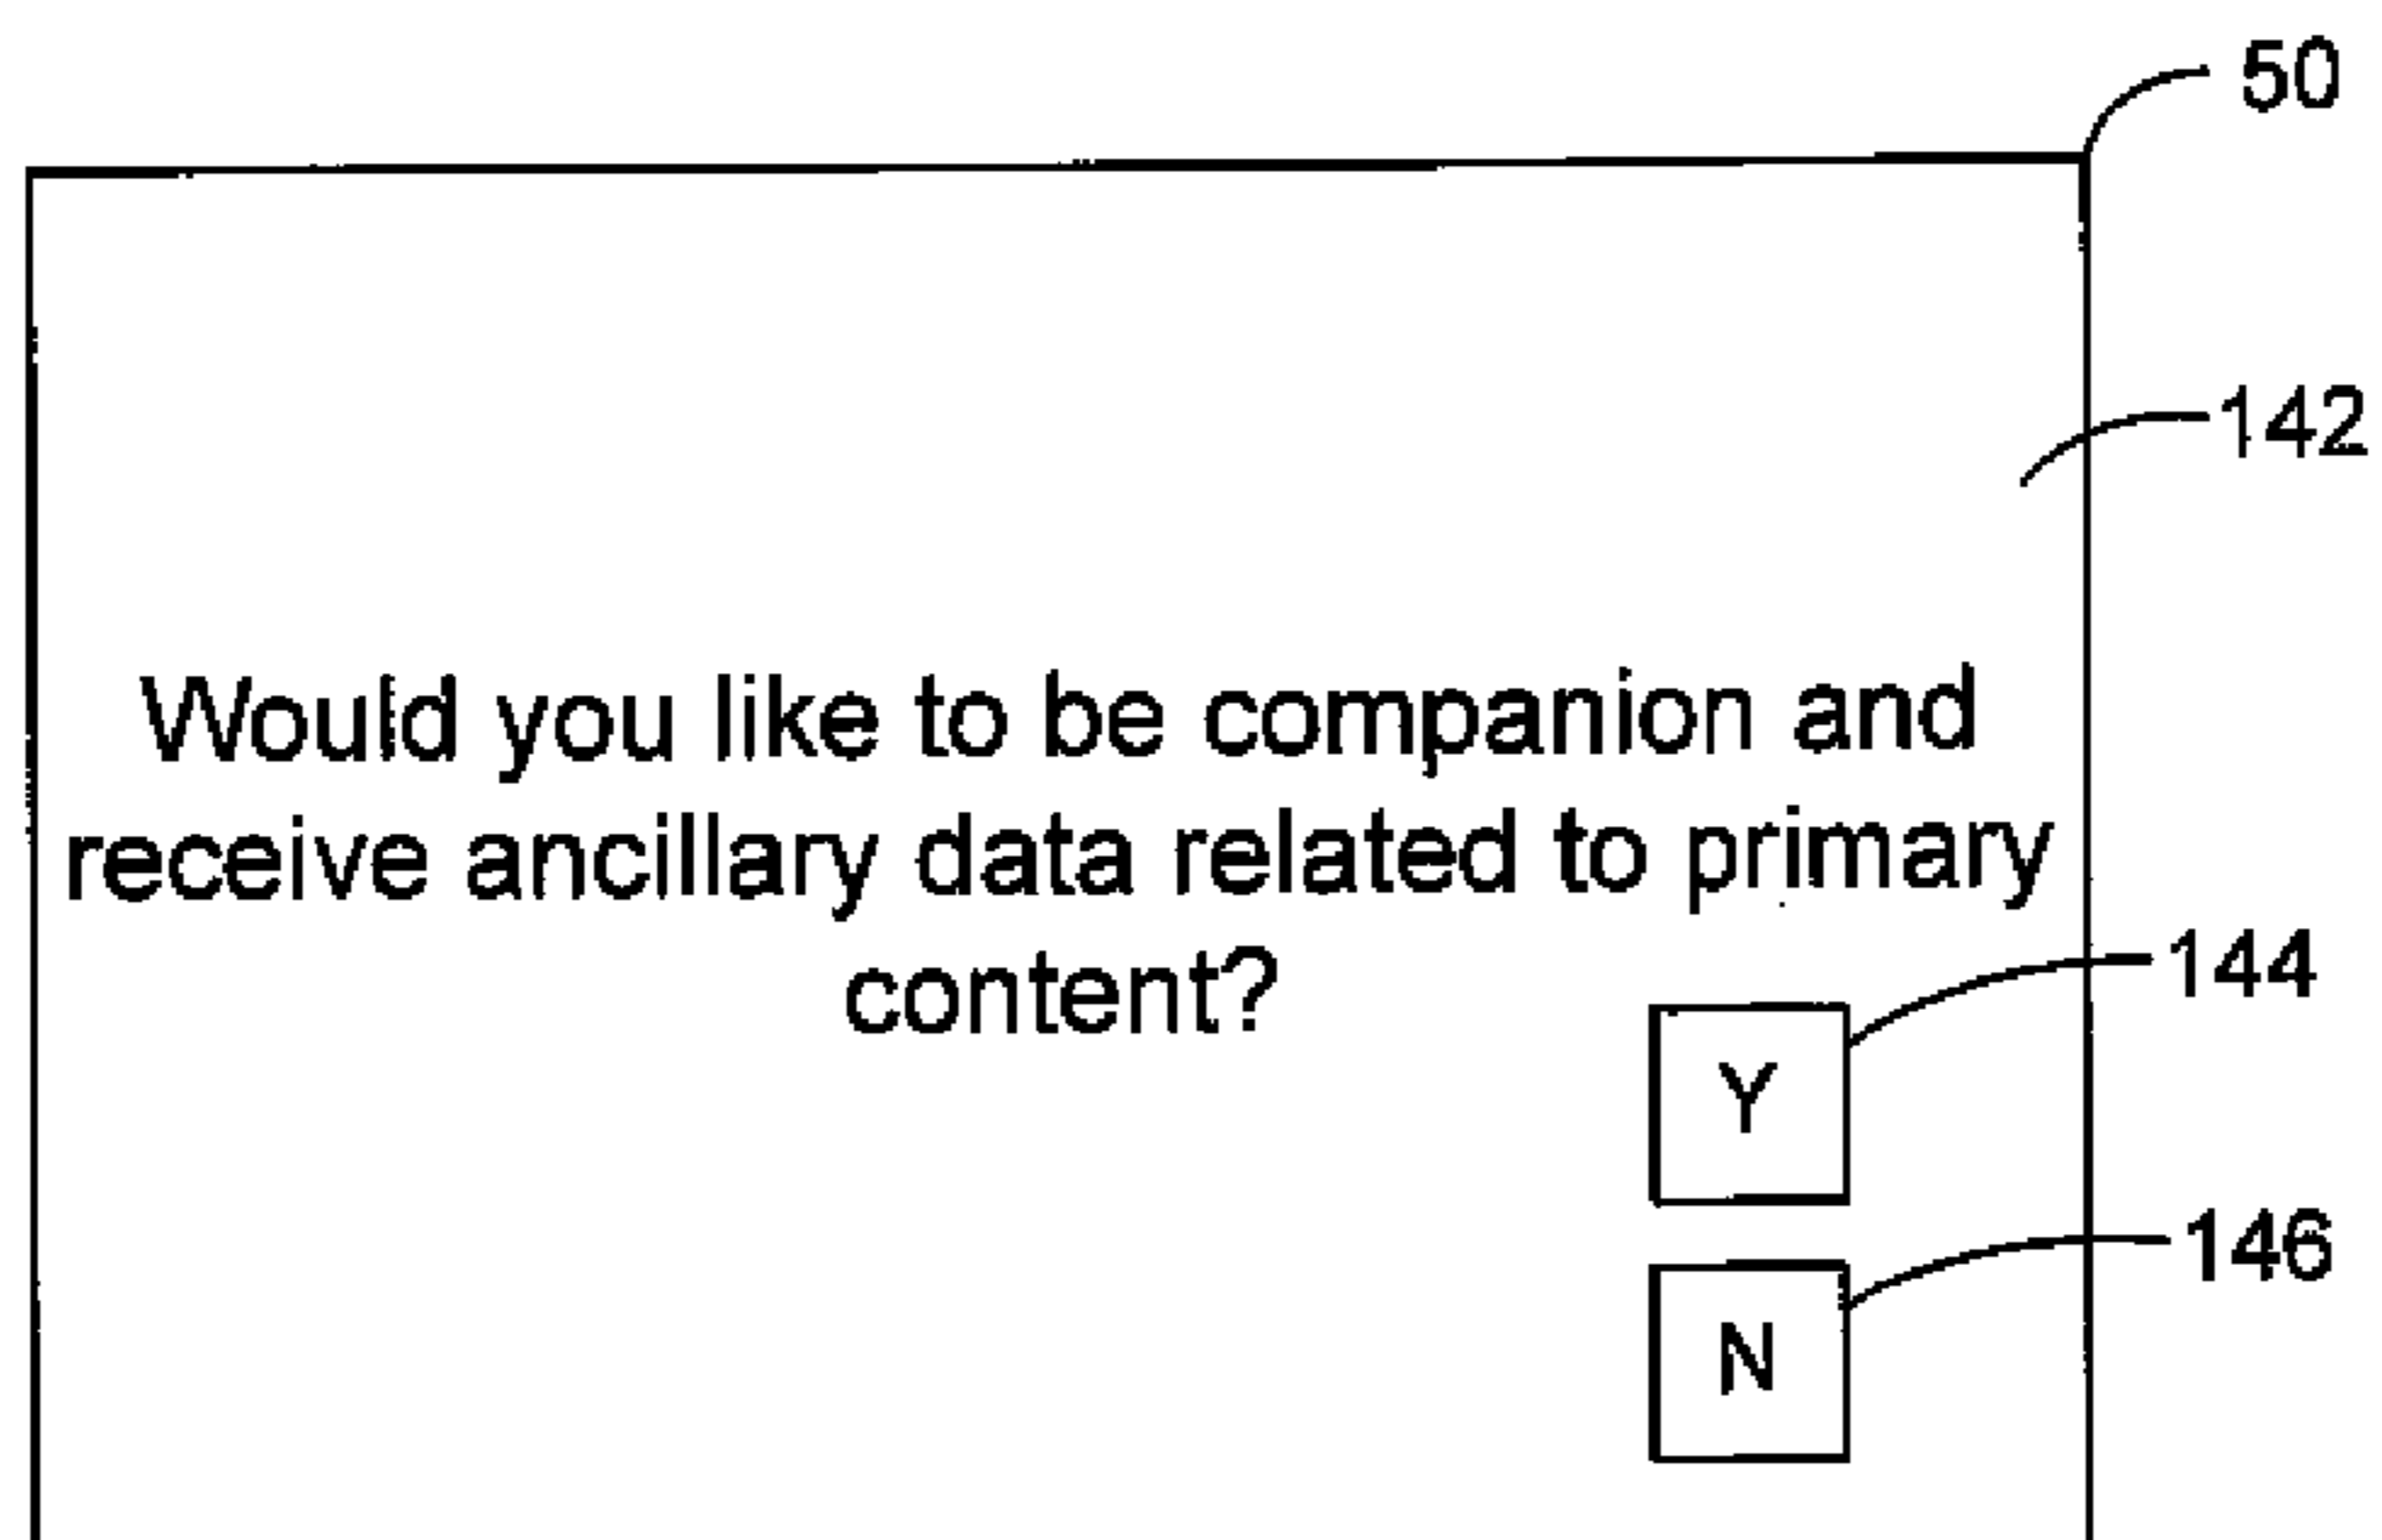 50
142
Would you like to be companion and
receive ancillary data related to primary
content?
144
Y
146
N